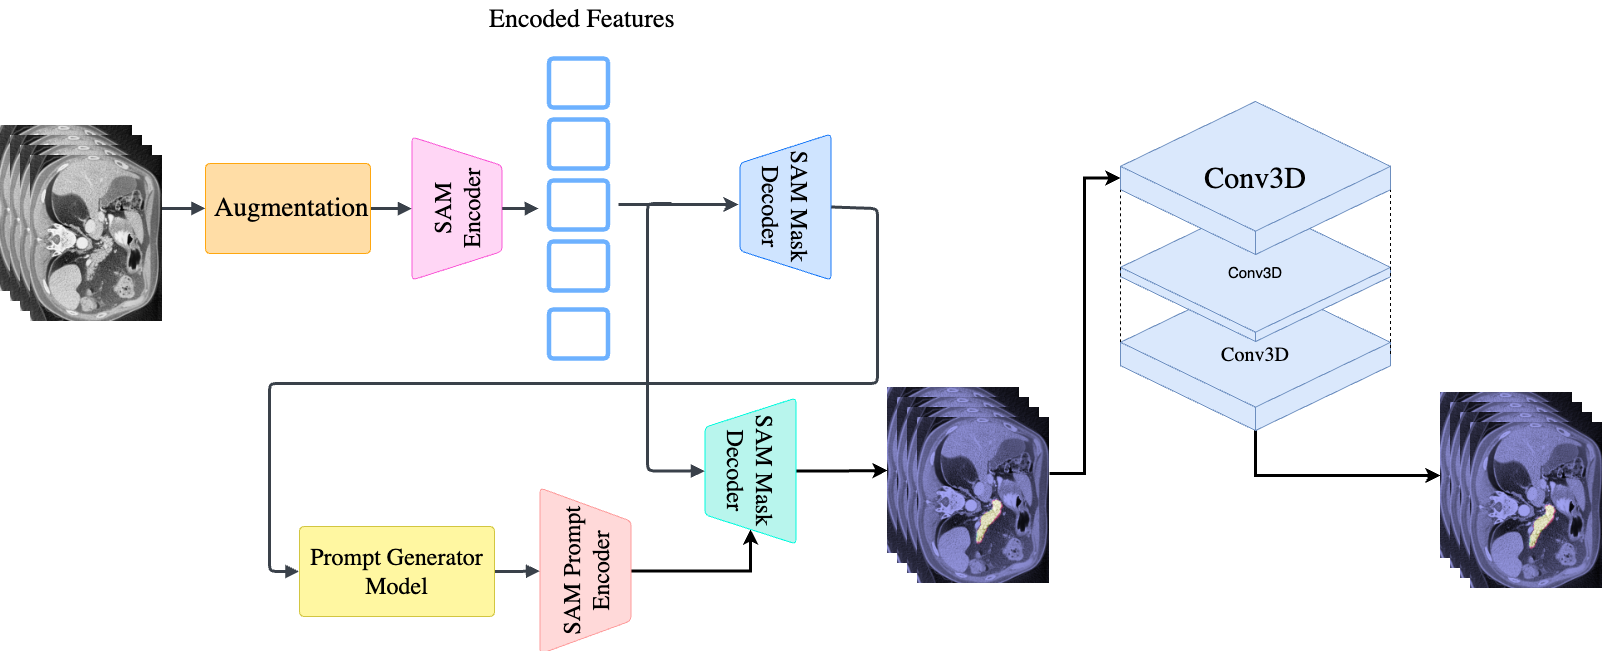 Encoded Features
Augmentation
SAM
Encoder
SAM Mask
Decoder
Conv3D
Conv3D
Conv3D
SAM Mask
Decoder
Prompt Generator
Model
SAM Prompt
Encoder